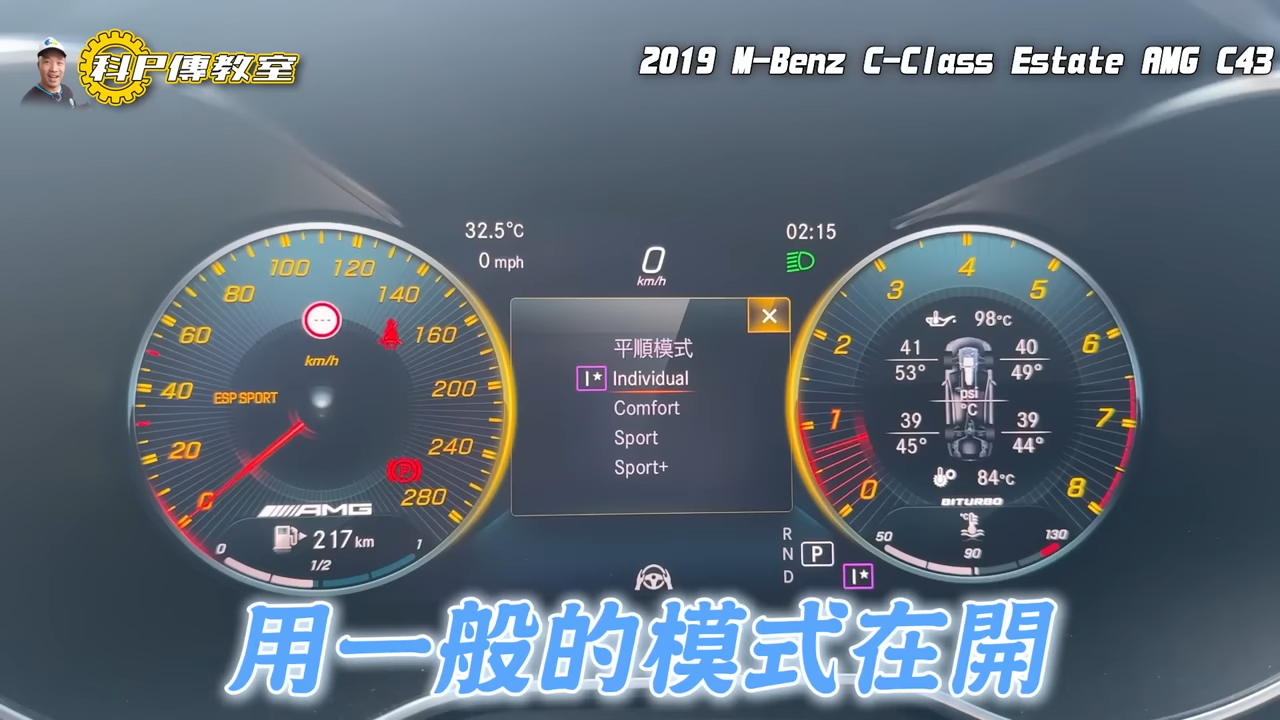 科P傳教室
2019 M-Benz C-Class Estate AMG C43
32.5°C
0 mph
0
km/h
02:15
0
20
40
60
80
100
120
140
160
200
240
280
---
km/h
ESP SPORT
P
AMG
217 km
0
1/2
1
×
平順模式
I★ Individual
Comfort
Sport
Sport+
R
N P
D
I★
0
1
2
3
4
5
6
7
8
98°C
41 40
53° 49°
psi
°C
39 39
45° 44°
84°C
BITURBO
°C
50
90
130
用一般的模式在開